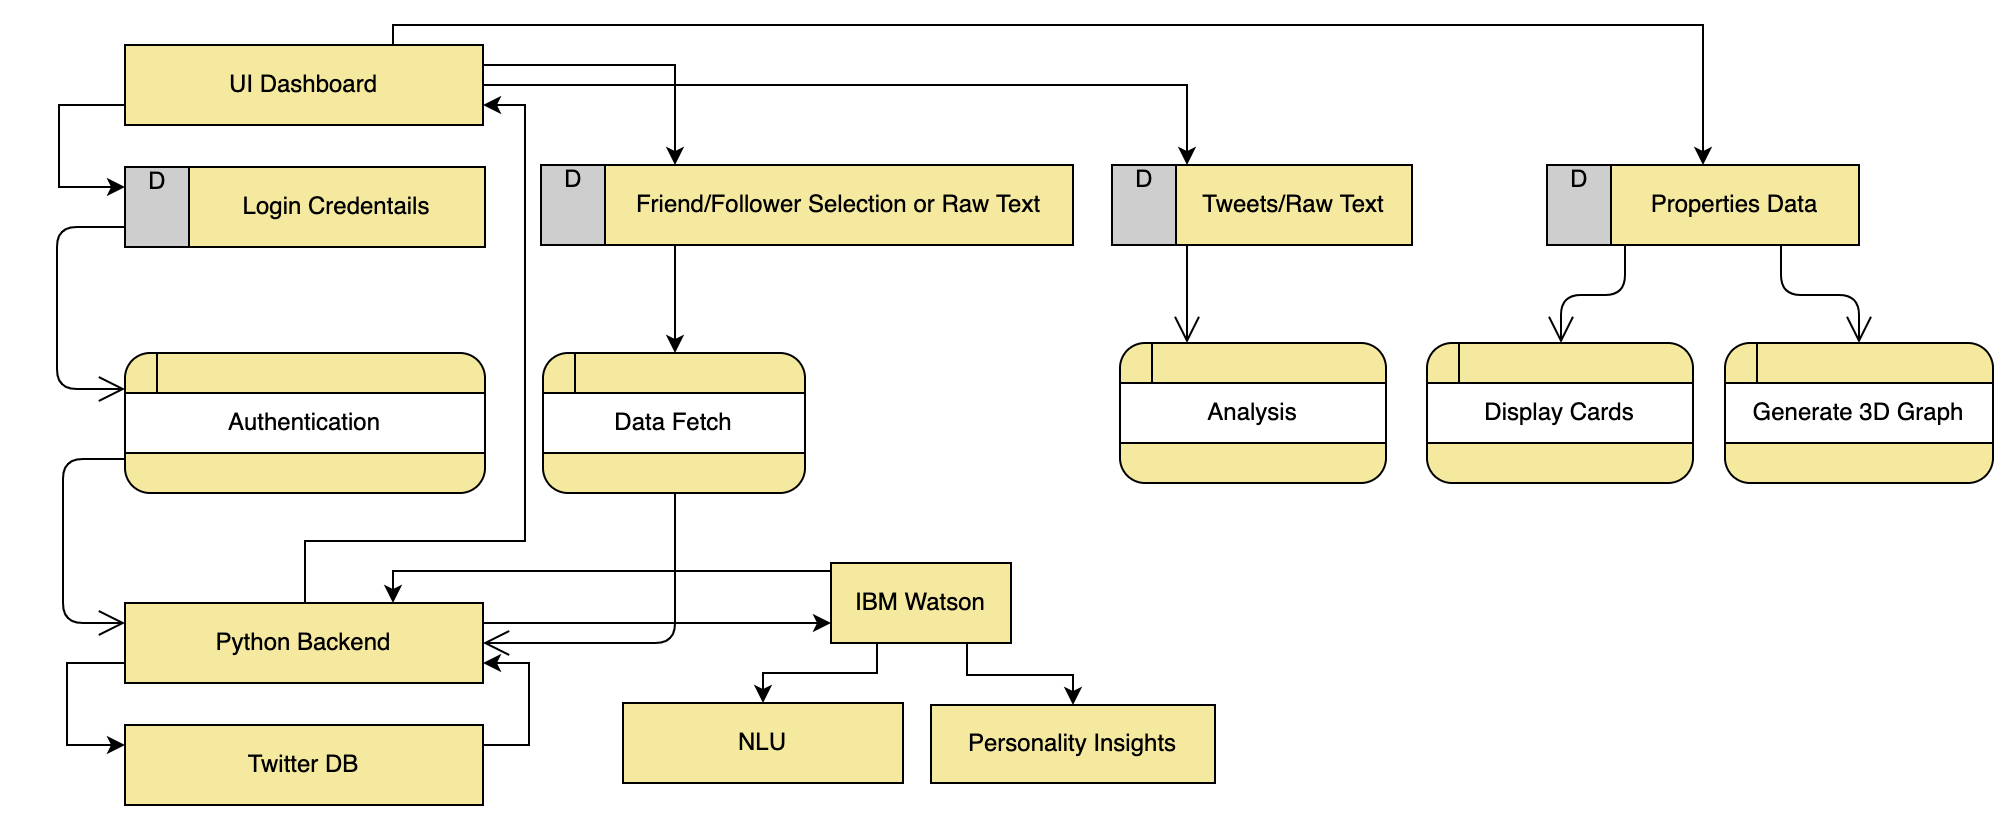 UI Dashboard
D
Login Credentails
D
Friend/Follower Selection or Raw Text
D
Tweets/Raw Text
D
Properties Data
Authentication
Data Fetch
Analysis
Display Cards
Generate 3D Graph
IBM Watson
Python Backend
NLU
Personality Insights
Twitter DB